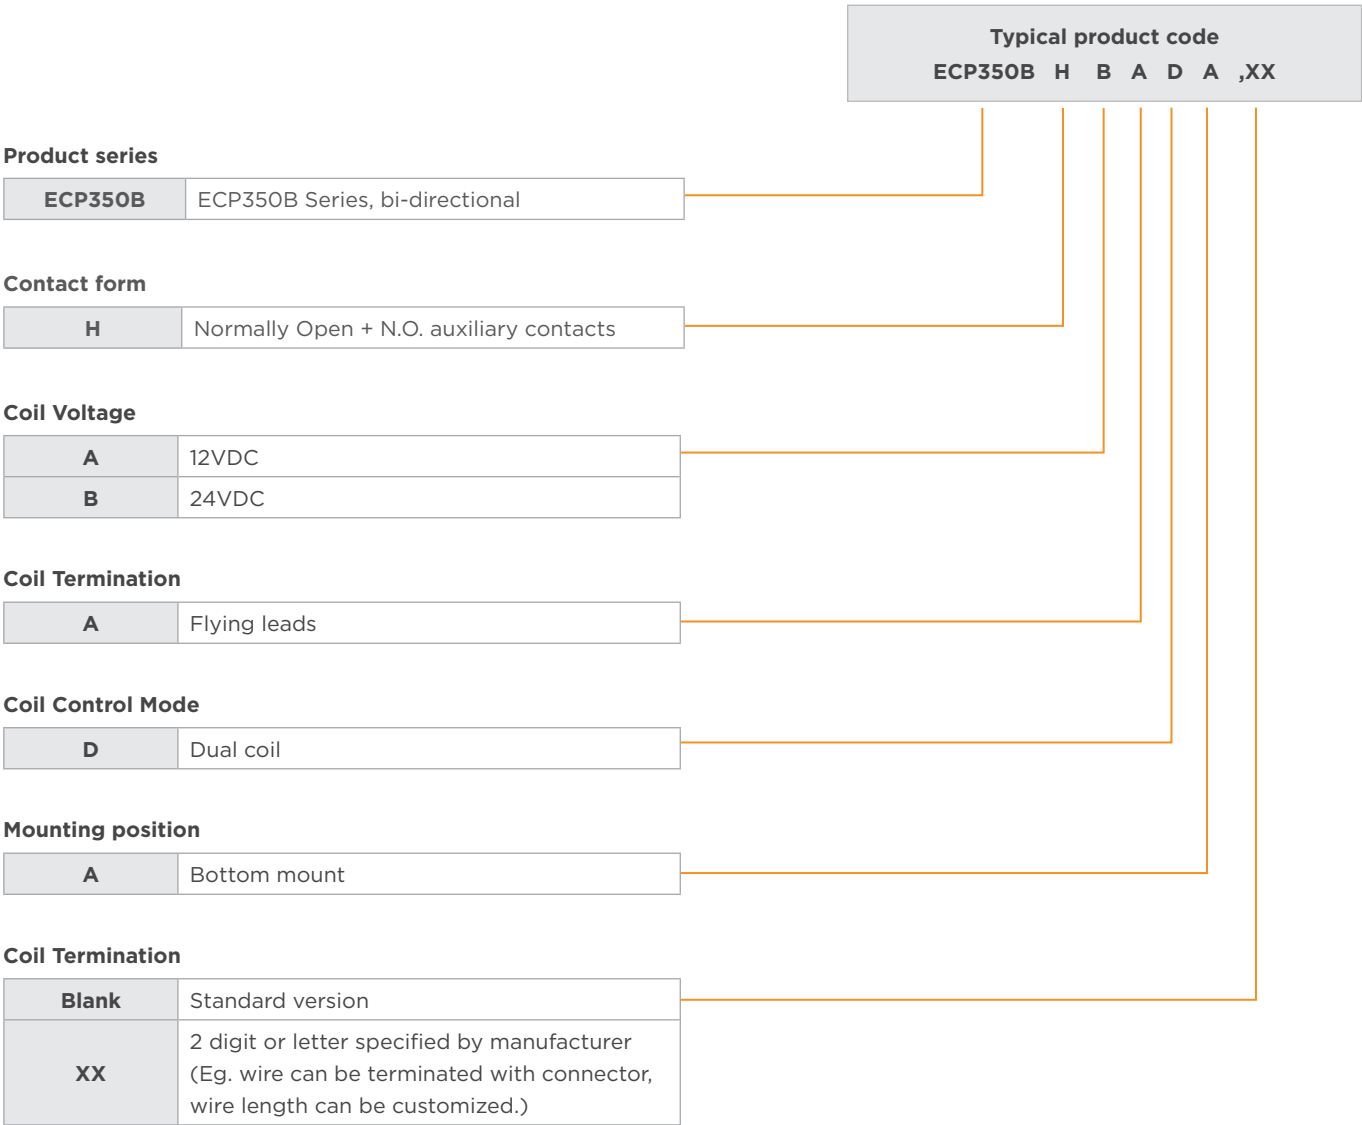 Typical product code
ECP350B H B A D A ,XX
Product series
ECP350B ECP350B Series, bi-directional
Contact form
H Normally Open + N.O. auxiliary contacts
Coil Voltage
A 12VDC
B 24VDC
Coil Termination
A Flying leads
Coil Control Mode
D Dual coil
Mounting position
A Bottom mount
Coil Termination
Blank Standard version
XX 2 digit or letter specified by manufacturer
(Eg. wire can be terminated with connector,
wire length can be customized.)